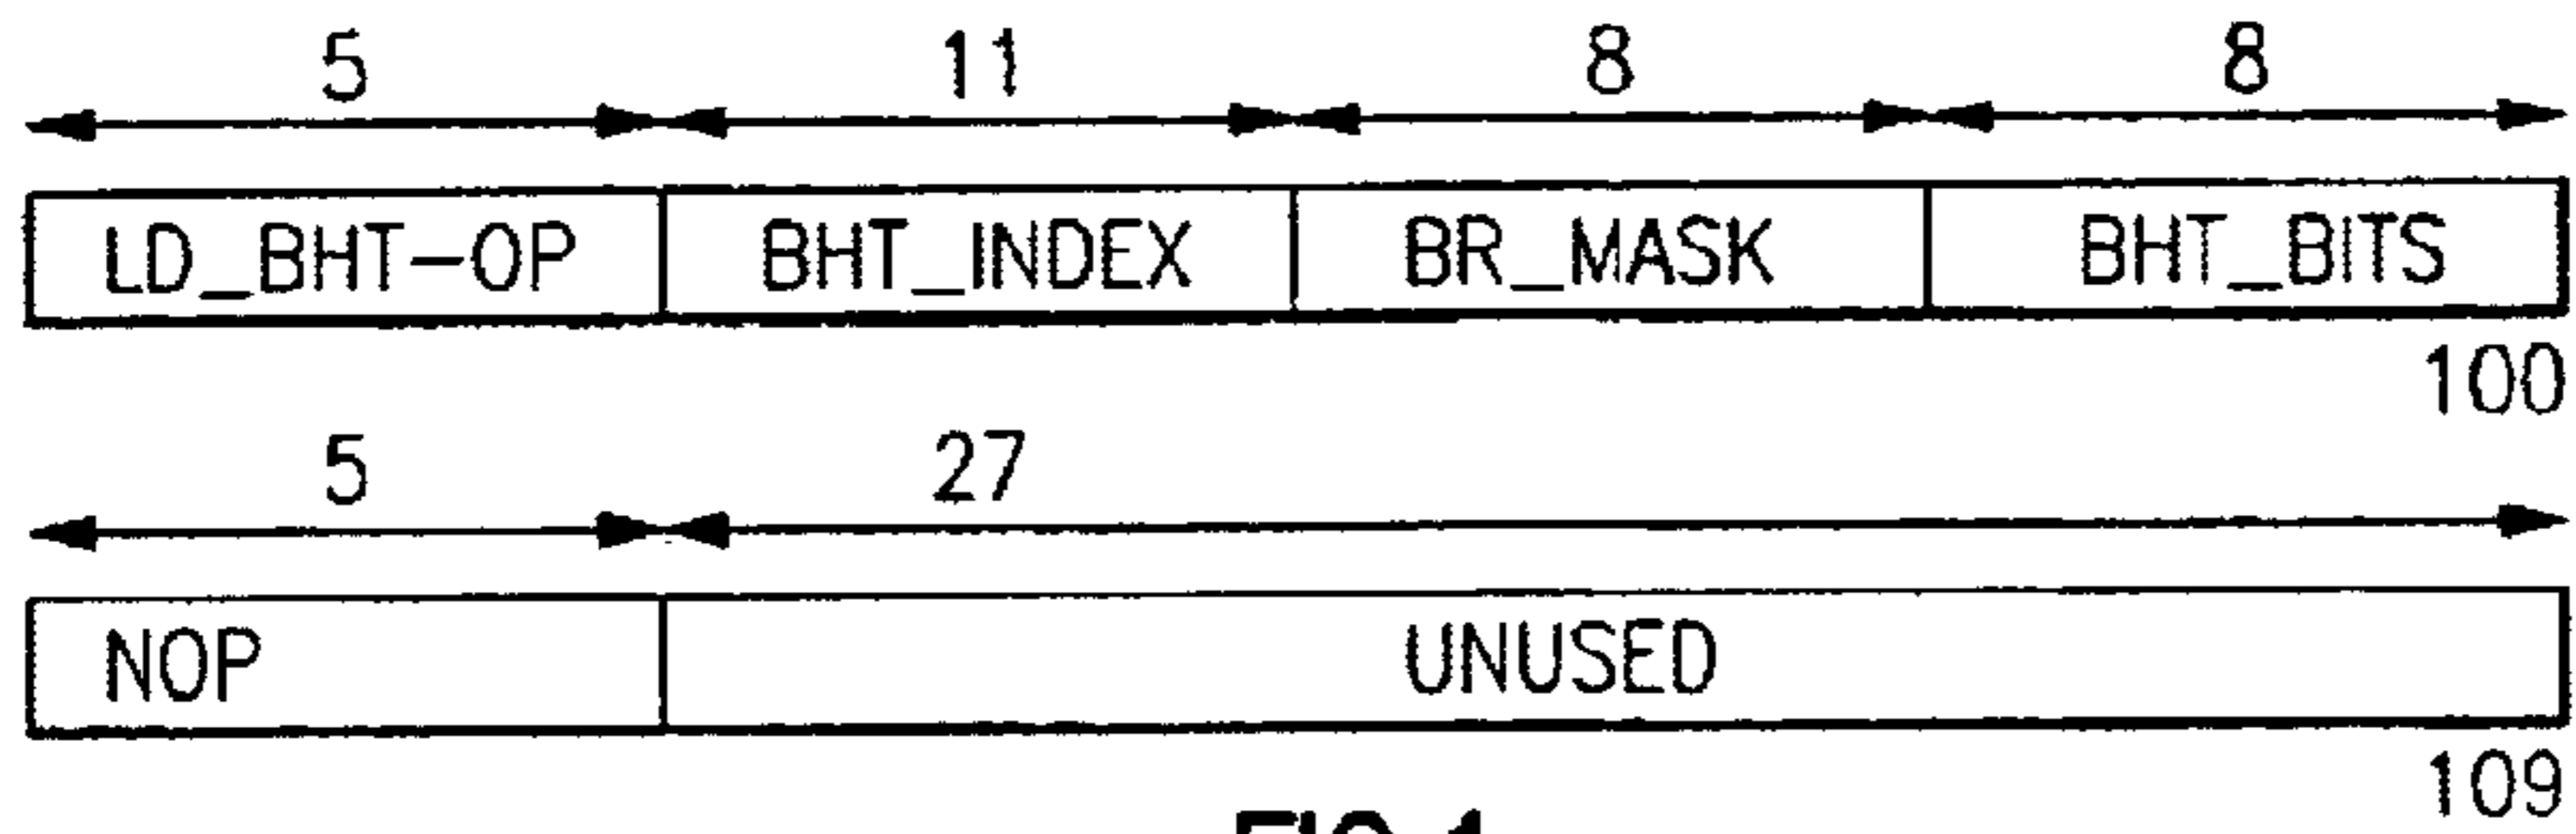 5 11 8 8
LD_BHT-OP BHT_INDEX BR_MASK BHT_BITS
100
5 27
NOP UNUSED
109